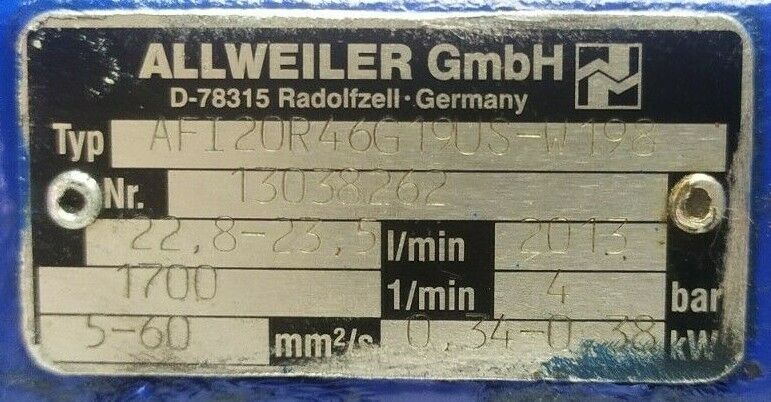 ALLWEILER GmbH
D-78315 Radolfzell·Germany
Typ AFI20R46G19US-W198
Nr. 13038262
22,8-23,5 l/min 2013
1700 1/min 4 bar
5-60 mm²/s 0,34-0,38 kW